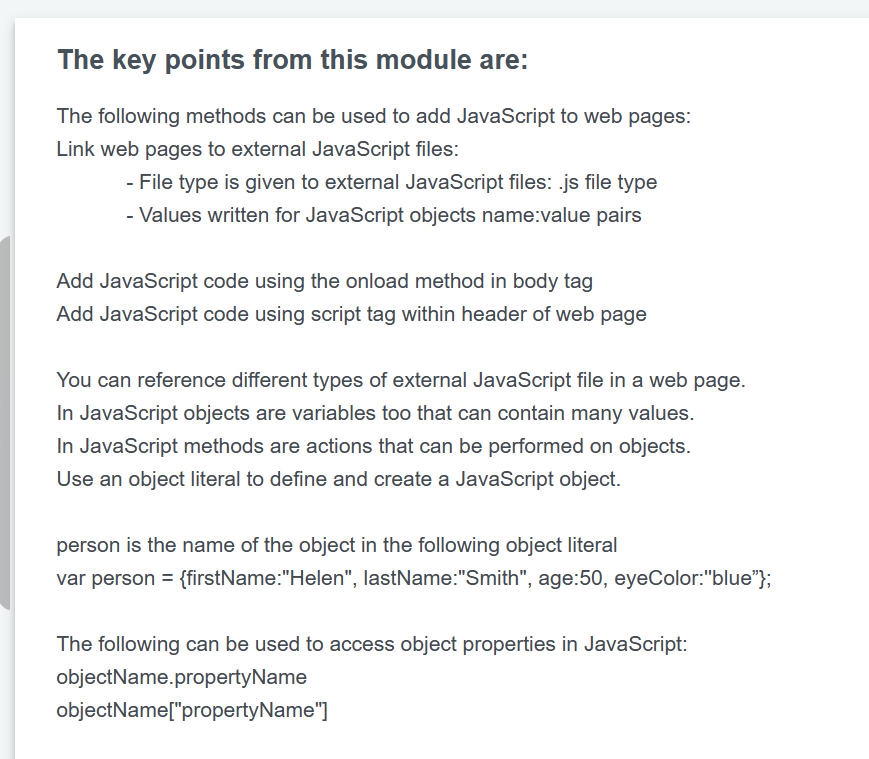 The key points from this module are:
The following methods can be used to add JavaScript to web pages:
Link web pages to external JavaScript files:
- File type is given to external JavaScript files: .js file type
- Values written for JavaScript objects name:value pairs
Add JavaScript code using the onload method in body tag
Add JavaScript code using script tag within header of web page
You can reference different types of external JavaScript file in a web page.
In JavaScript objects are variables too that can contain many values.
In JavaScript methods are actions that can be performed on objects.
Use an object literal to define and create a JavaScript object.
person is the name of the object in the following object literal
var person = {firstName:"Helen", lastName:"Smith", age:50, eyeColor:"blue”};
The following can be used to access object properties in JavaScript:
objectName.propertyName
objectName["propertyName"]